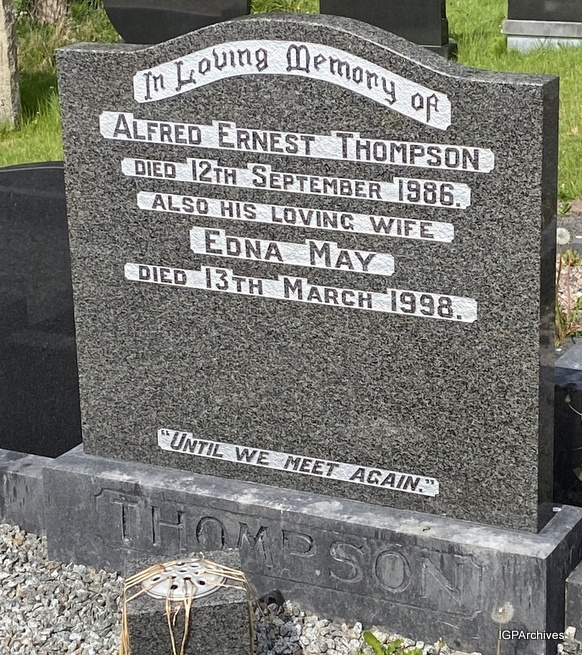 In Loving Memory of
ALFRED ERNEST THOMPSON
DIED 12TH SEPTEMBER 1986.
ALSO HIS LOVING WIFE
EDNA MAY
DIED 13TH MARCH 1998.
"UNTIL WE MEET AGAIN."
THOMPSON
IGPArchives